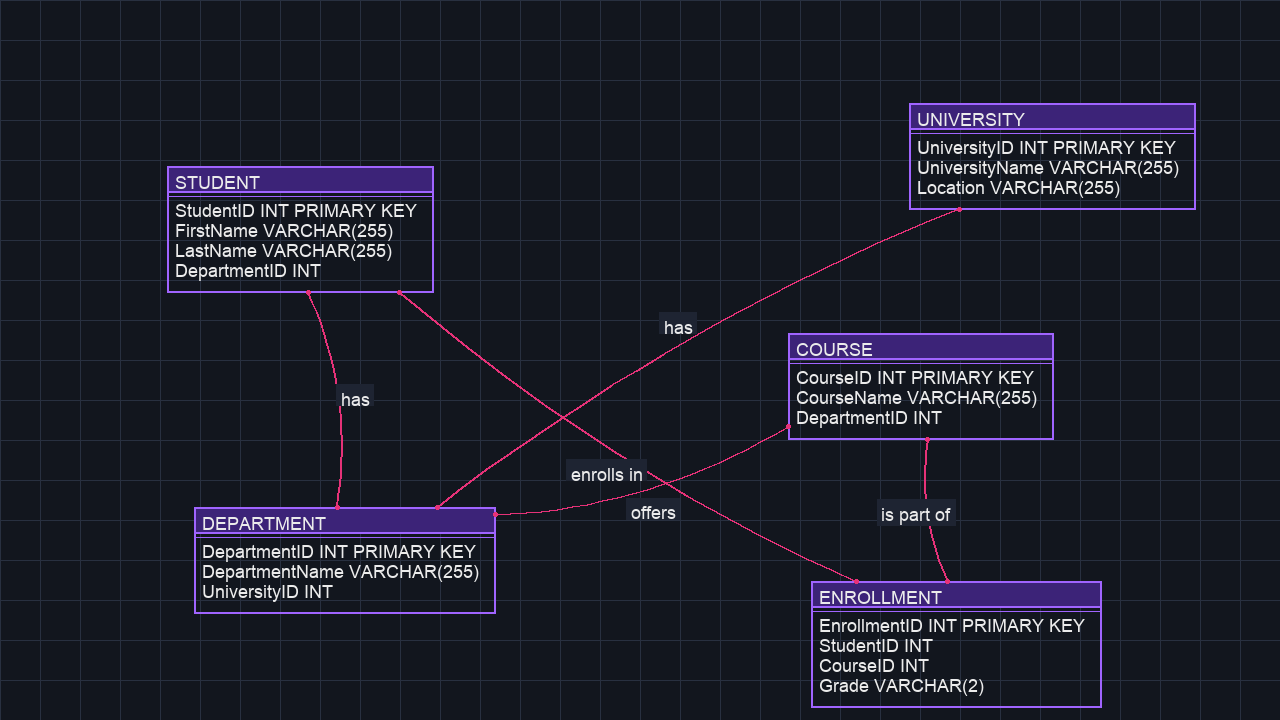 UNIVERSITY
UniversityID INT PRIMARY KEY
UniversityName VARCHAR(255)
Location VARCHAR(255)
STUDENT
StudentID INT PRIMARY KEY
FirstName VARCHAR(255)
LastName VARCHAR(255)
DepartmentID INT
has
COURSE
CourseID INT PRIMARY KEY
CourseName VARCHAR(255)
DepartmentID INT
has
enrolls in
offers
is part of
DEPARTMENT
DepartmentID INT PRIMARY KEY
DepartmentName VARCHAR(255)
UniversityID INT
ENROLLMENT
EnrollmentID INT PRIMARY KEY
StudentID INT
CourseID INT
Grade VARCHAR(2)